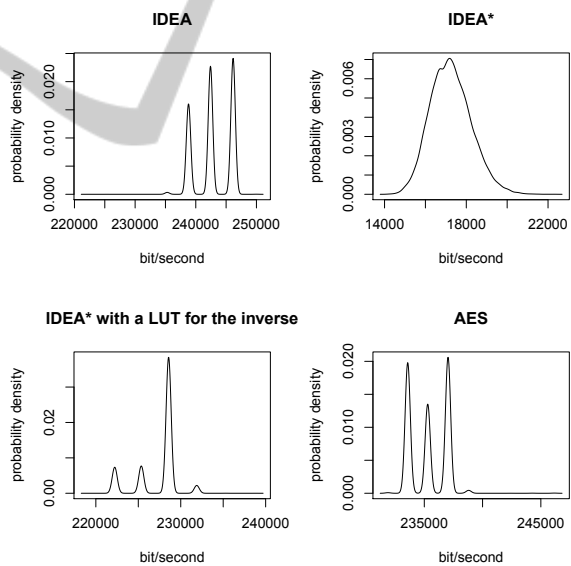 IDEA
probability density
0.000 0.010 0.020
220000 230000 240000 250000
bit/second
IDEA*
probability density
0.000 0.003 0.006
14000 18000 22000
bit/second
IDEA* with a LUT for the inverse
probability density
0.00 0.02
220000 230000 240000
bit/second
AES
probability density
0.000 0.010 0.020
235000 245000
bit/second